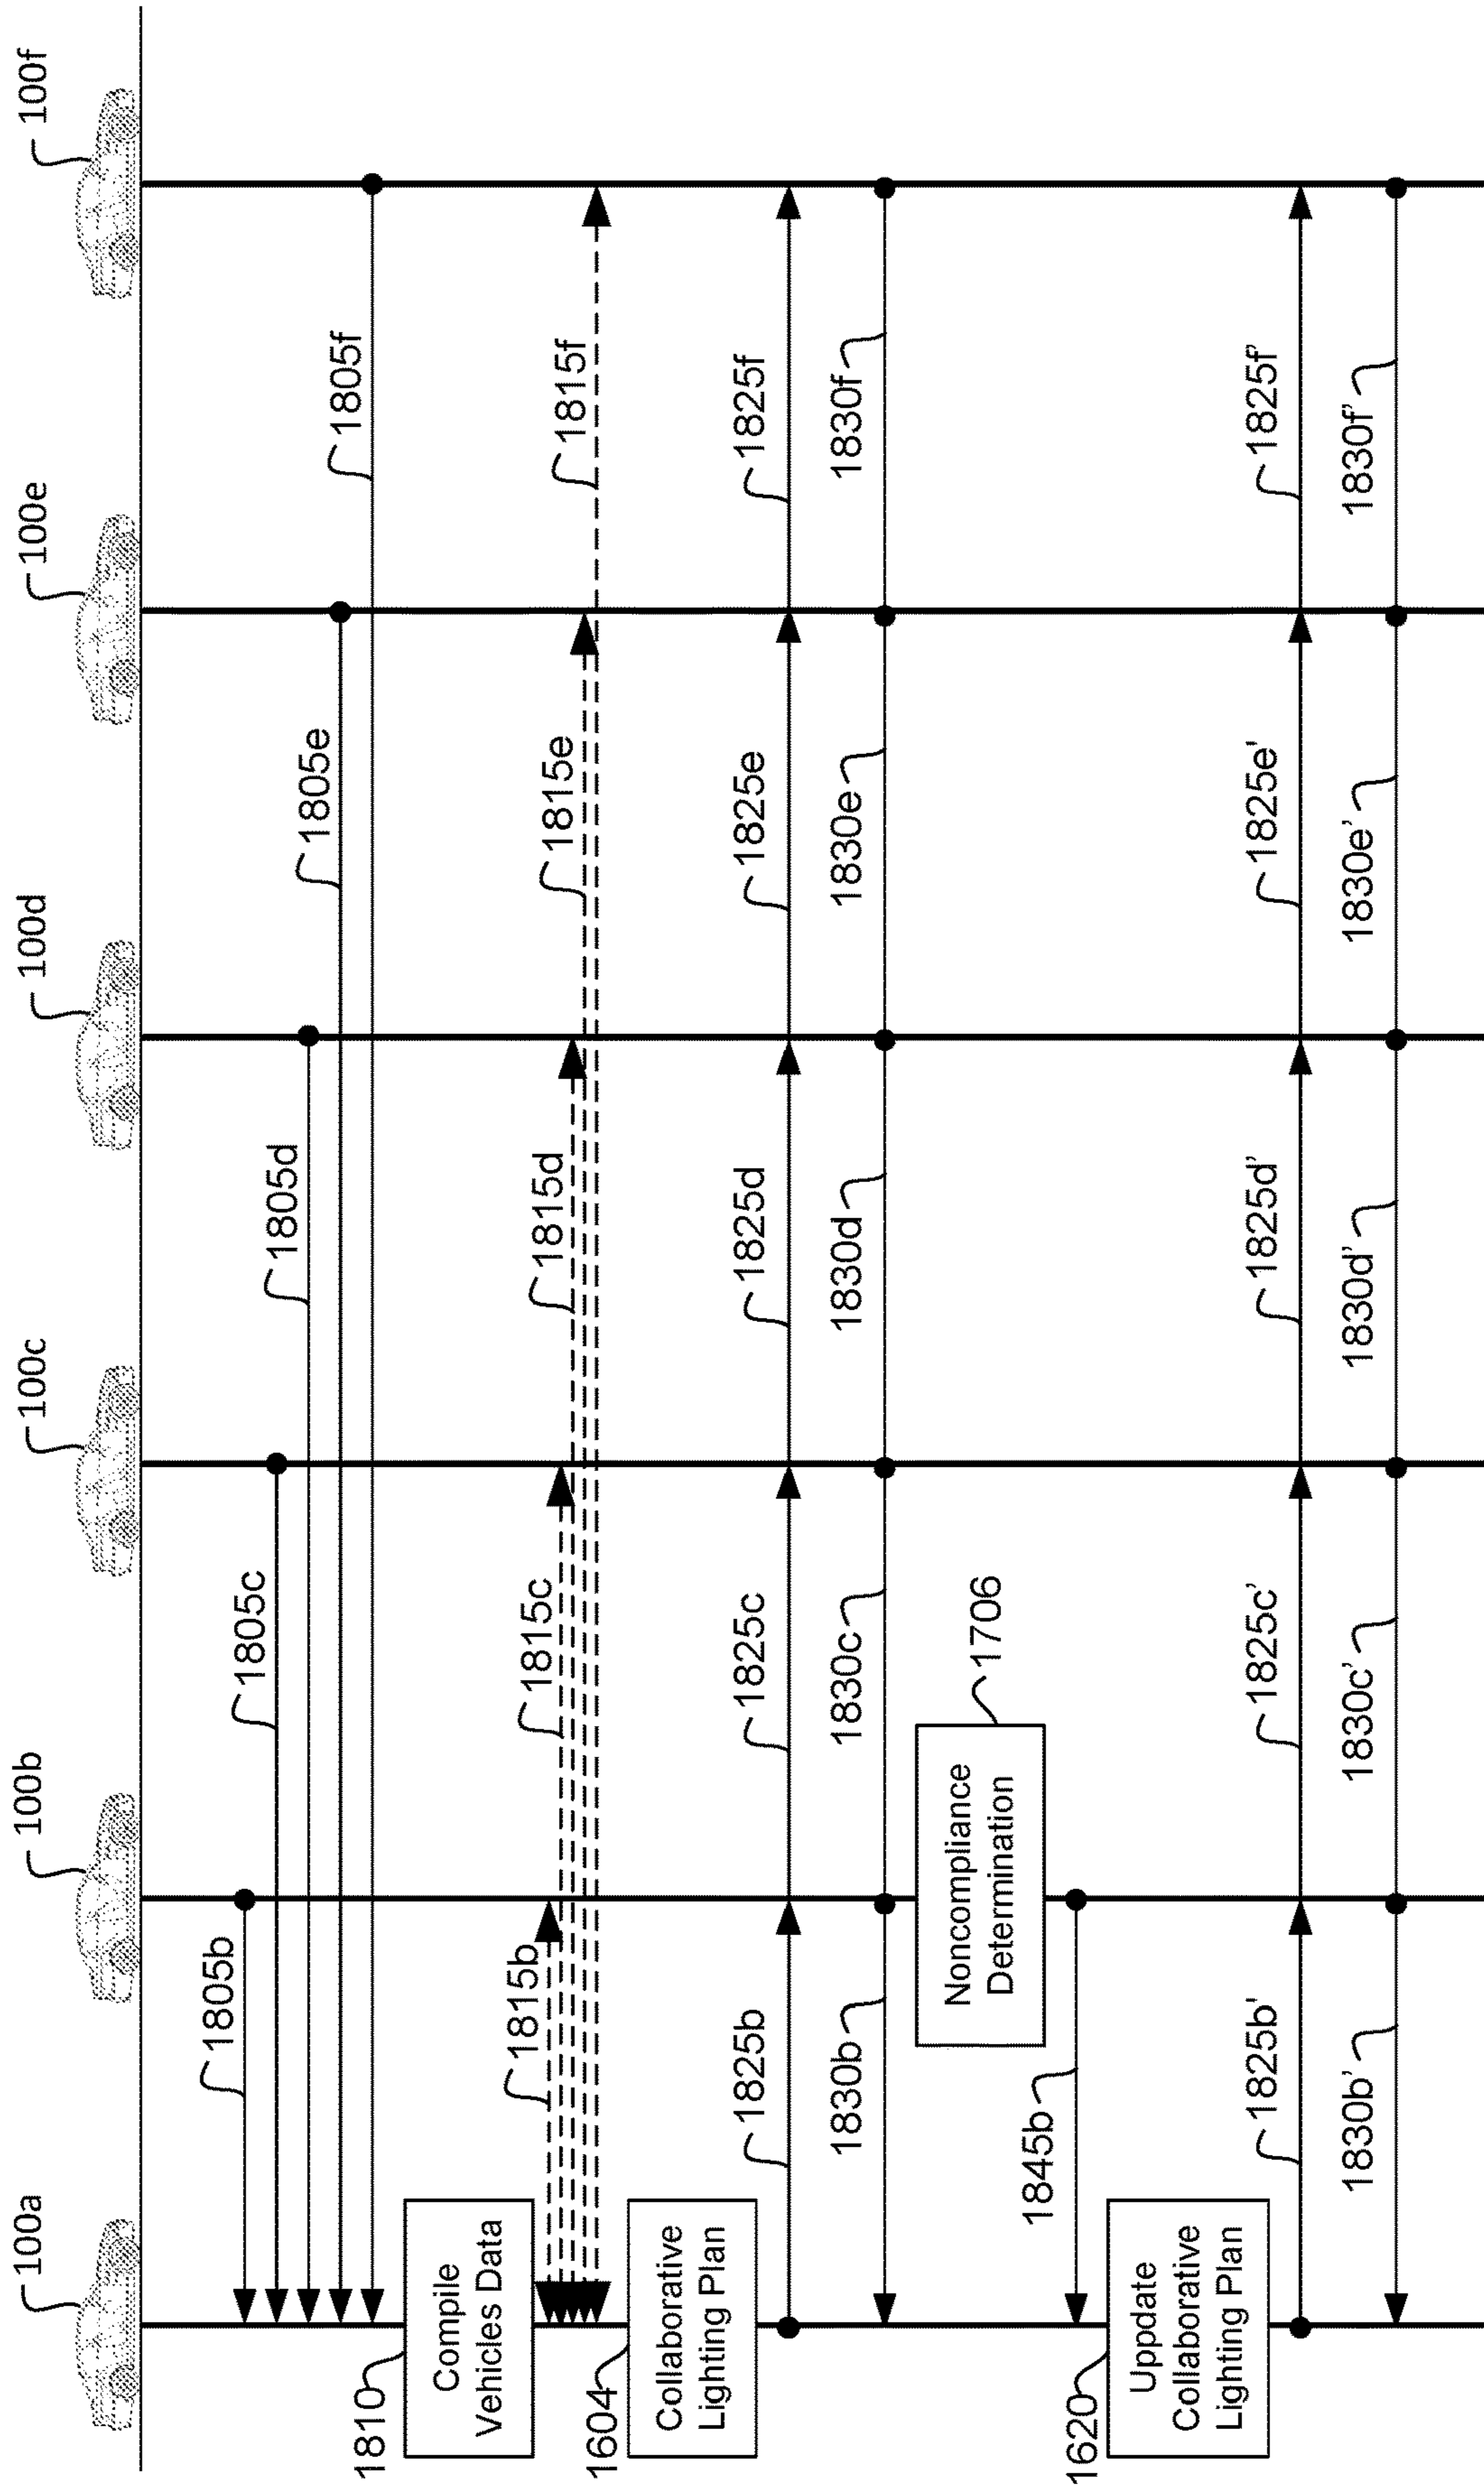 100a
100b
100c
100d
100e
100f
1805b
1805c
1805d
1805e
1805f
1810
Compile
Vehicles Data
1815b
1815c
1815d
1815e
1815f
1604
Collaborative
Lighting Plan
1825b
1825c
1825d
1825e
1825f
1830b
1830c
1830d
1830e
1830f
Noncompliance
Determination
1706
1845b
1620
Update
Collaborative
Lighting Plan
1825b'
1825c’
1825d’
1825e'
1825f’
1830b’
1830c’
1830d’
1830e’
1830f’